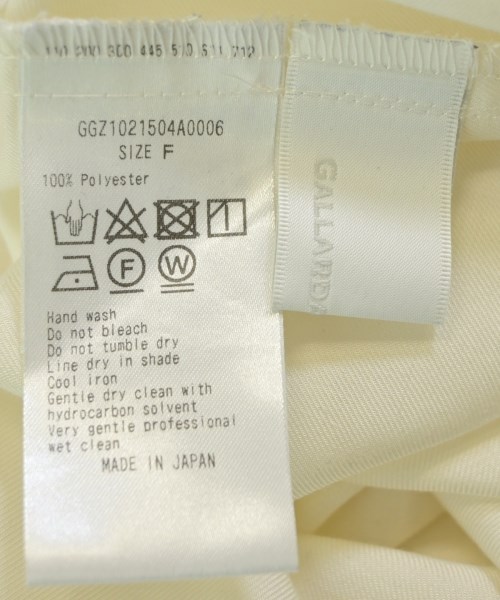 GGZ1021504A0006
SIZE F
100% Polyester
F W
Hand wash
Do not bleach
Do not tumble dry
Line dry in shade
Cool iron
Gentle dry clean with
hydrocarbon solvent
Very gentle professional
wet clean
MADE IN JAPAN
GALLARDA